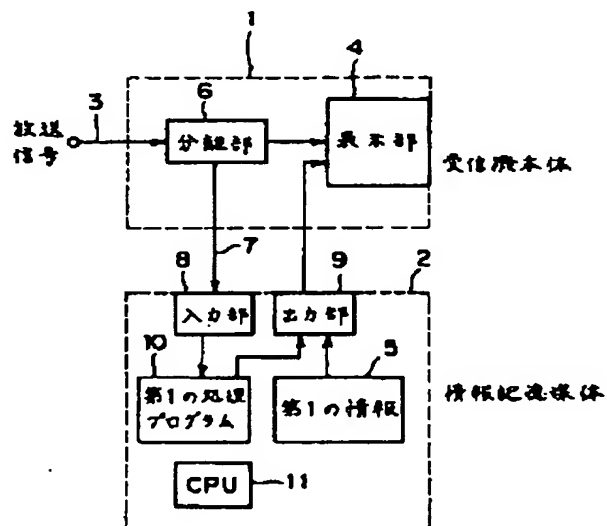 1
4
3
6
放送
信号
分離部
表示部
受信機本体
7
8
9
2
入力部
出力部
10
5
第1の処理
プログラム
第1の情報
情報記憶媒体
CPU
11